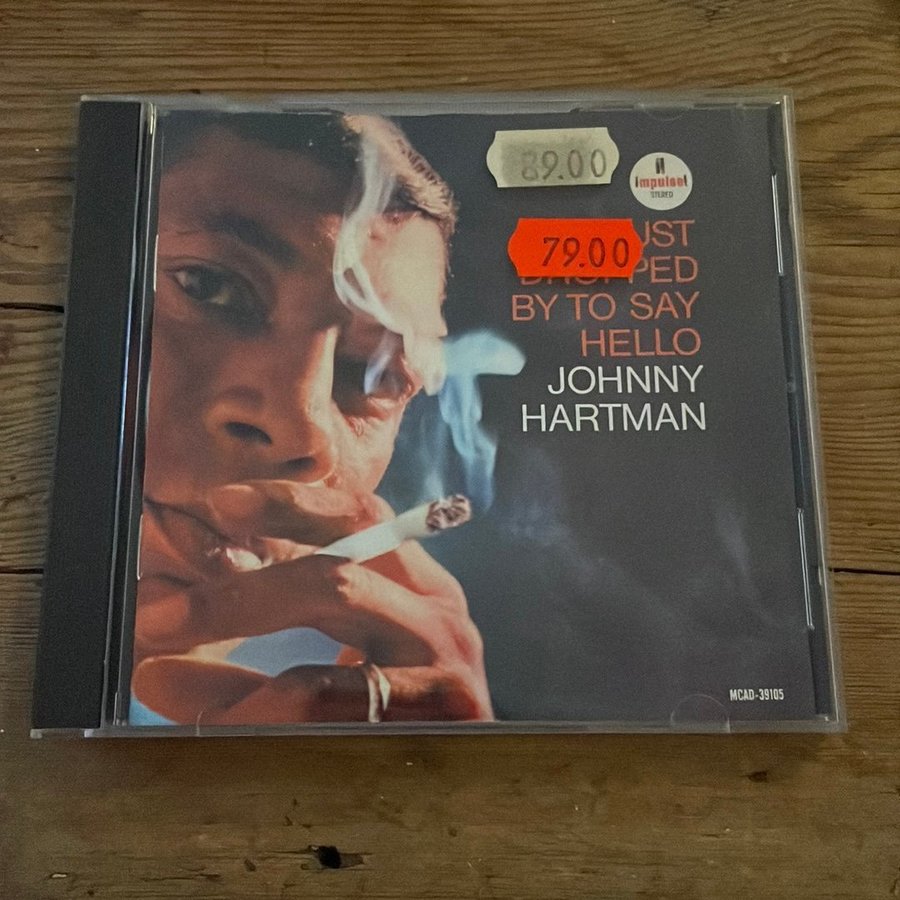 89.00
impulse!
STEREO
79.00
UST
PED
BY TO SAY
HELLO
JOHNNY
HARTMAN
MCAD-39105